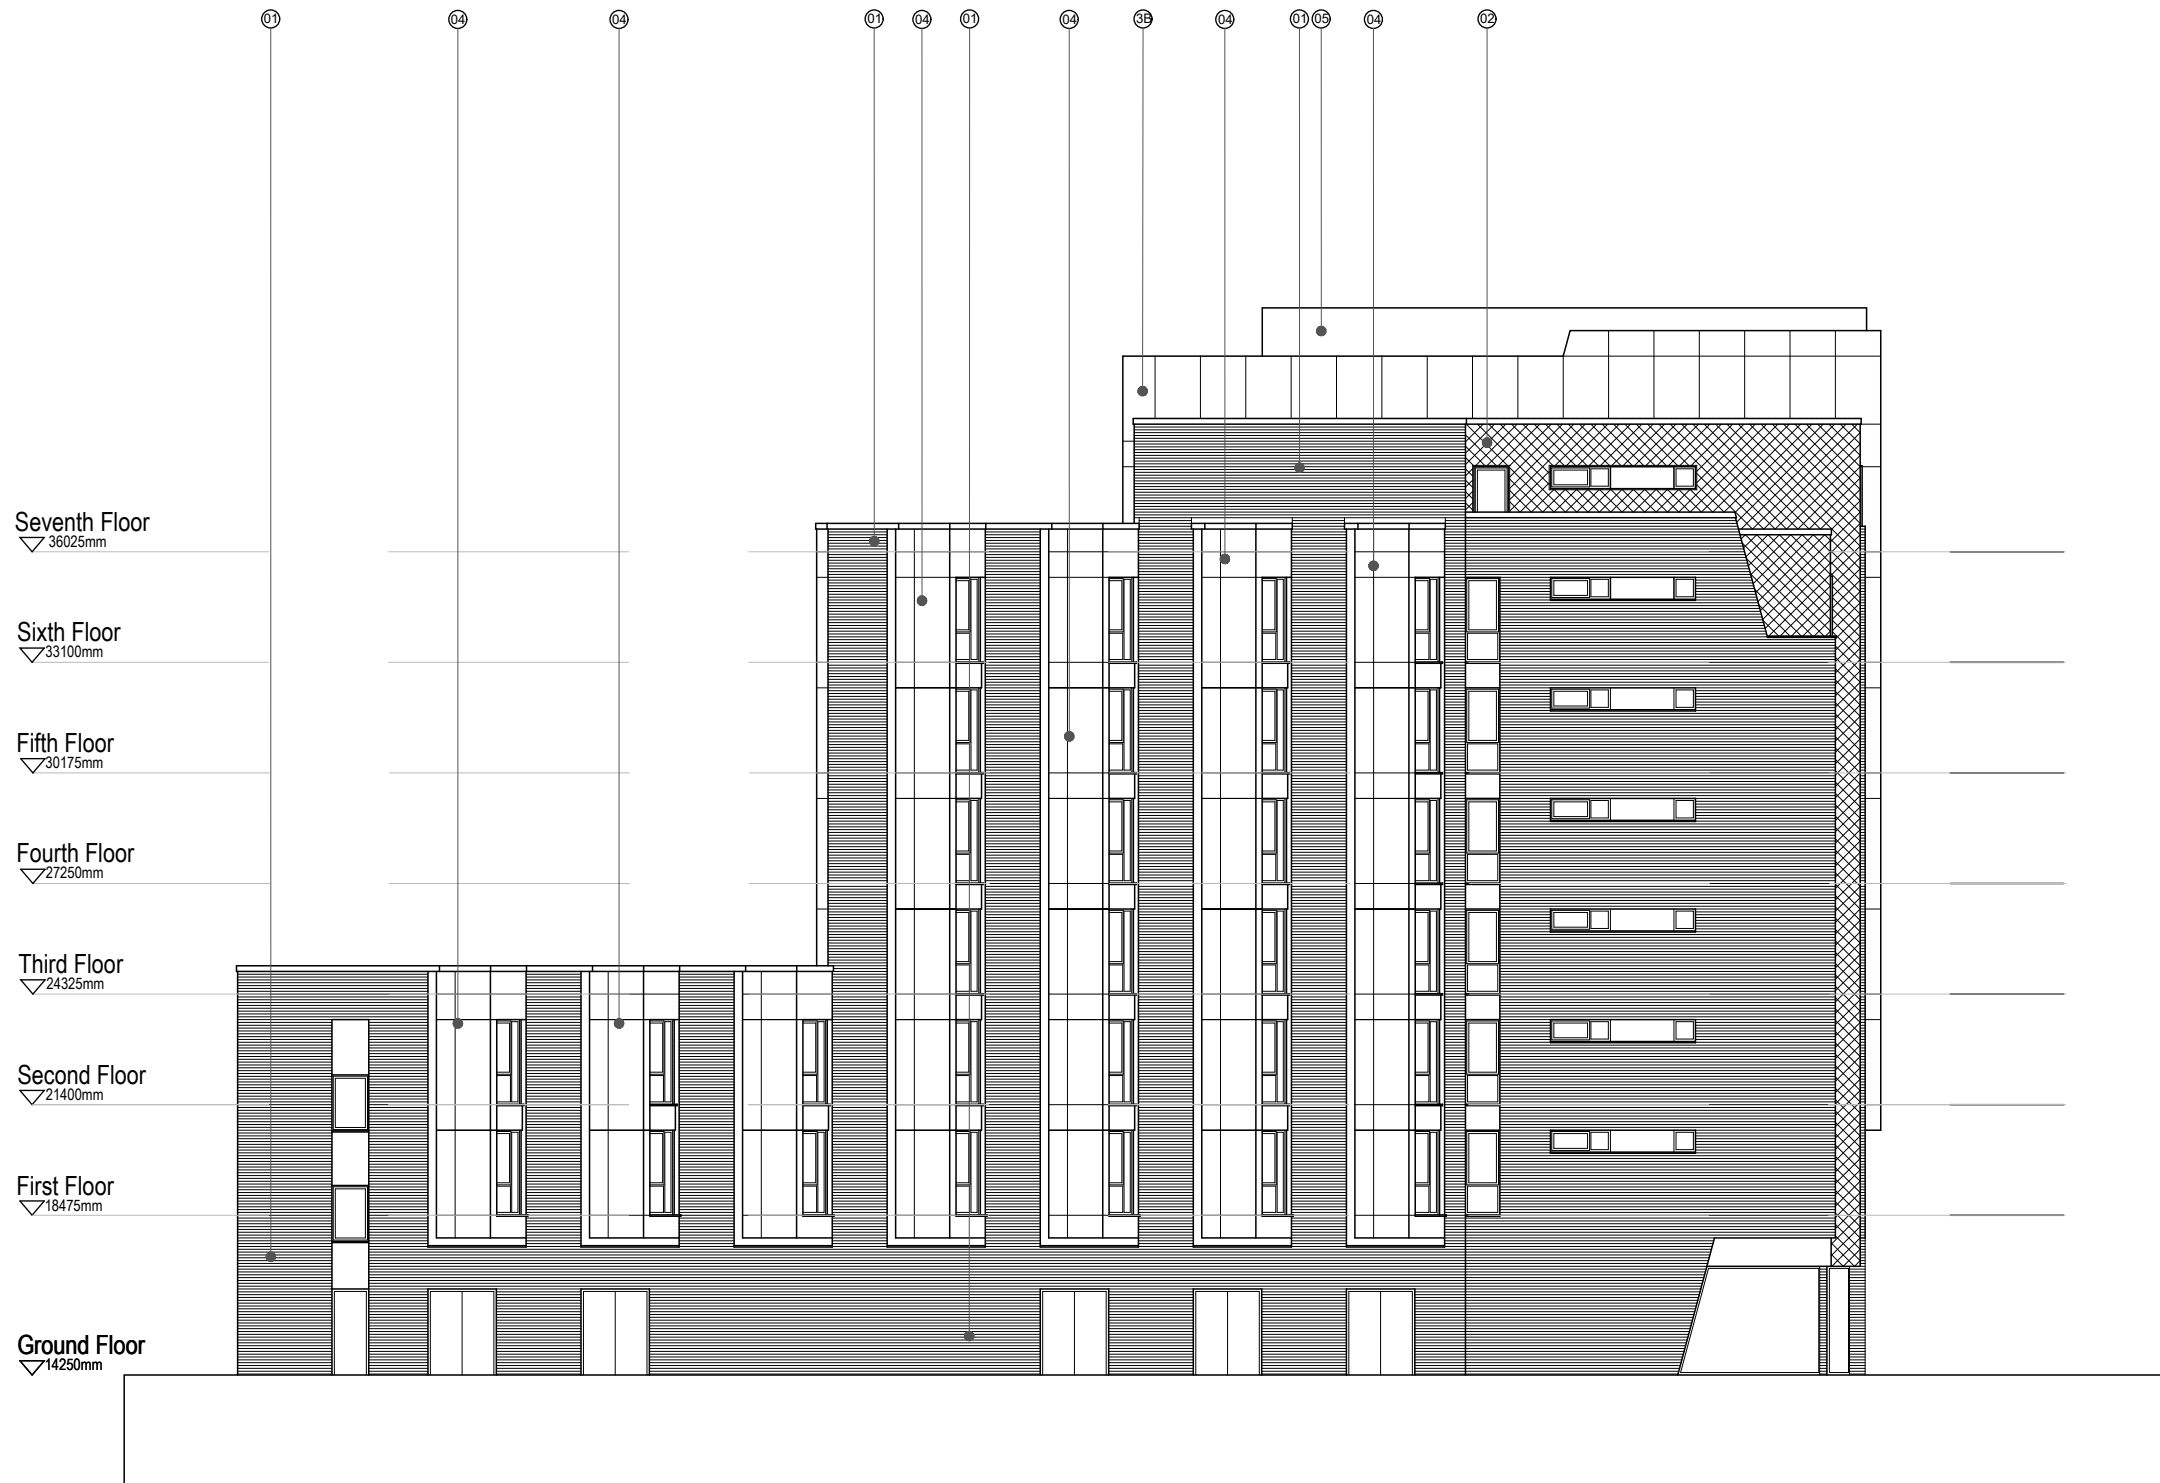 01 04 04 01 04 01 04 3B 04 01 05 04 02
Seventh Floor
36025mm
Sixth Floor
33100mm
Fifth Floor
30175mm
Fourth Floor
27250mm
Third Floor
24325mm
Second Floor
21400mm
First Floor
18475mm
Ground Floor
14250mm